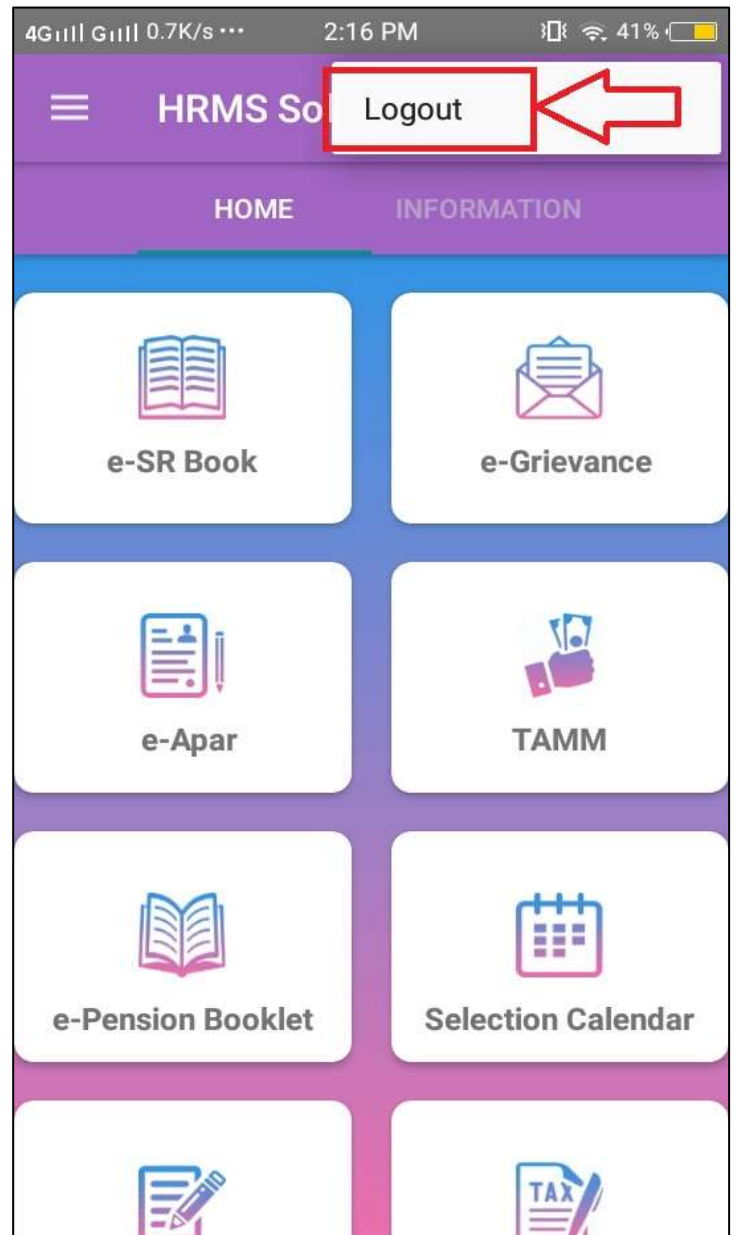 4G G 0.7K/s ··· 2:16 PM 41%
HRMS So
Logout
HOME INFORMATION
e-SR Book e-Grievance
e-Apar TAMM
e-Pension Booklet Selection Calendar
TAX